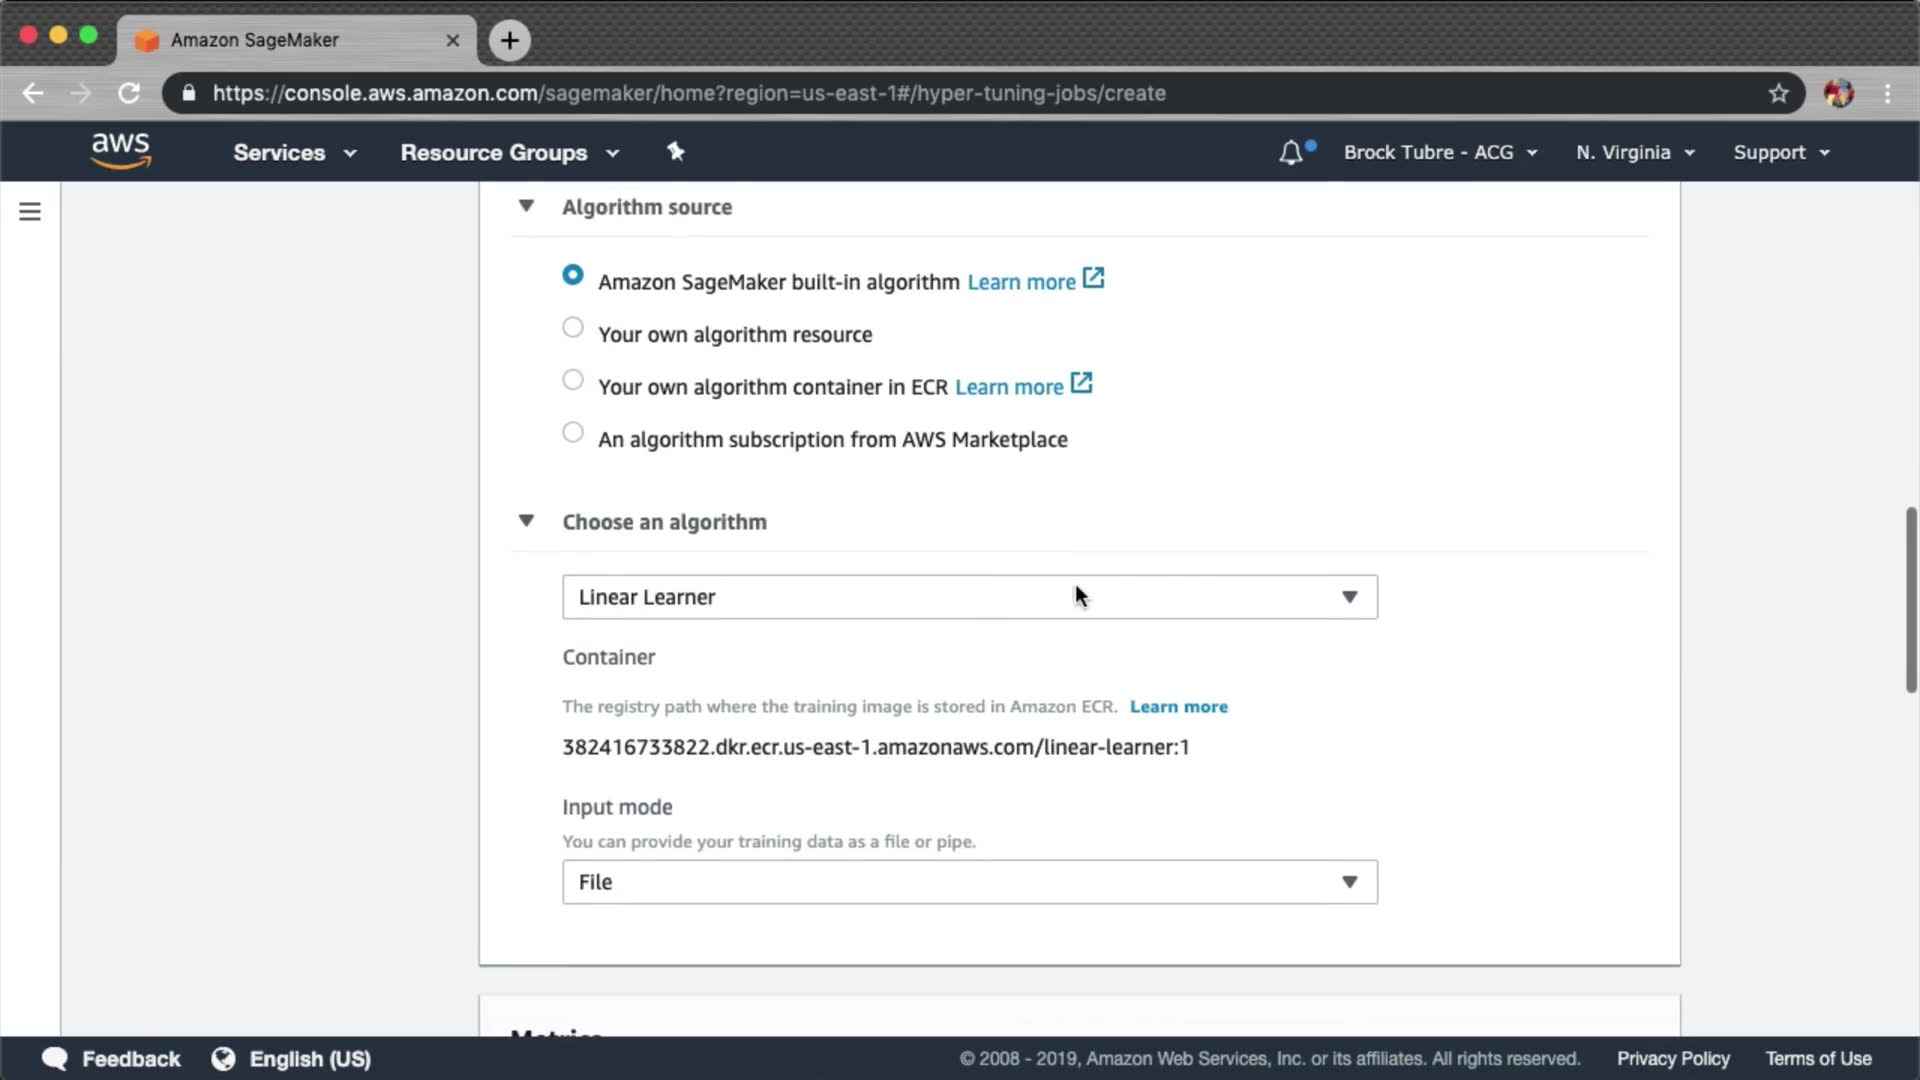 Amazon SageMaker
https://console.aws.amazon.com/sagemaker/home?region=us-east-1#/hyper-tuning-jobs/create
aws Services Resource Groups Brock Tubre - ACG N. Virginia Support
Algorithm source
Amazon SageMaker built-in algorithm Learn more
Your own algorithm resource
Your own algorithm container in ECR Learn more
An algorithm subscription from AWS Marketplace
Choose an algorithm
Linear Learner
Container
The registry path where the training image is stored in Amazon ECR. Learn more
382416733822.dkr.ecr.us-east-1.amazonaws.com/linear-learner:1
Input mode
You can provide your training data as a file or pipe.
File
Metrics
Feedback English (US) © 2008 - 2019, Amazon Web Services, Inc. or its affiliates. All rights reserved. Privacy Policy Terms of Use